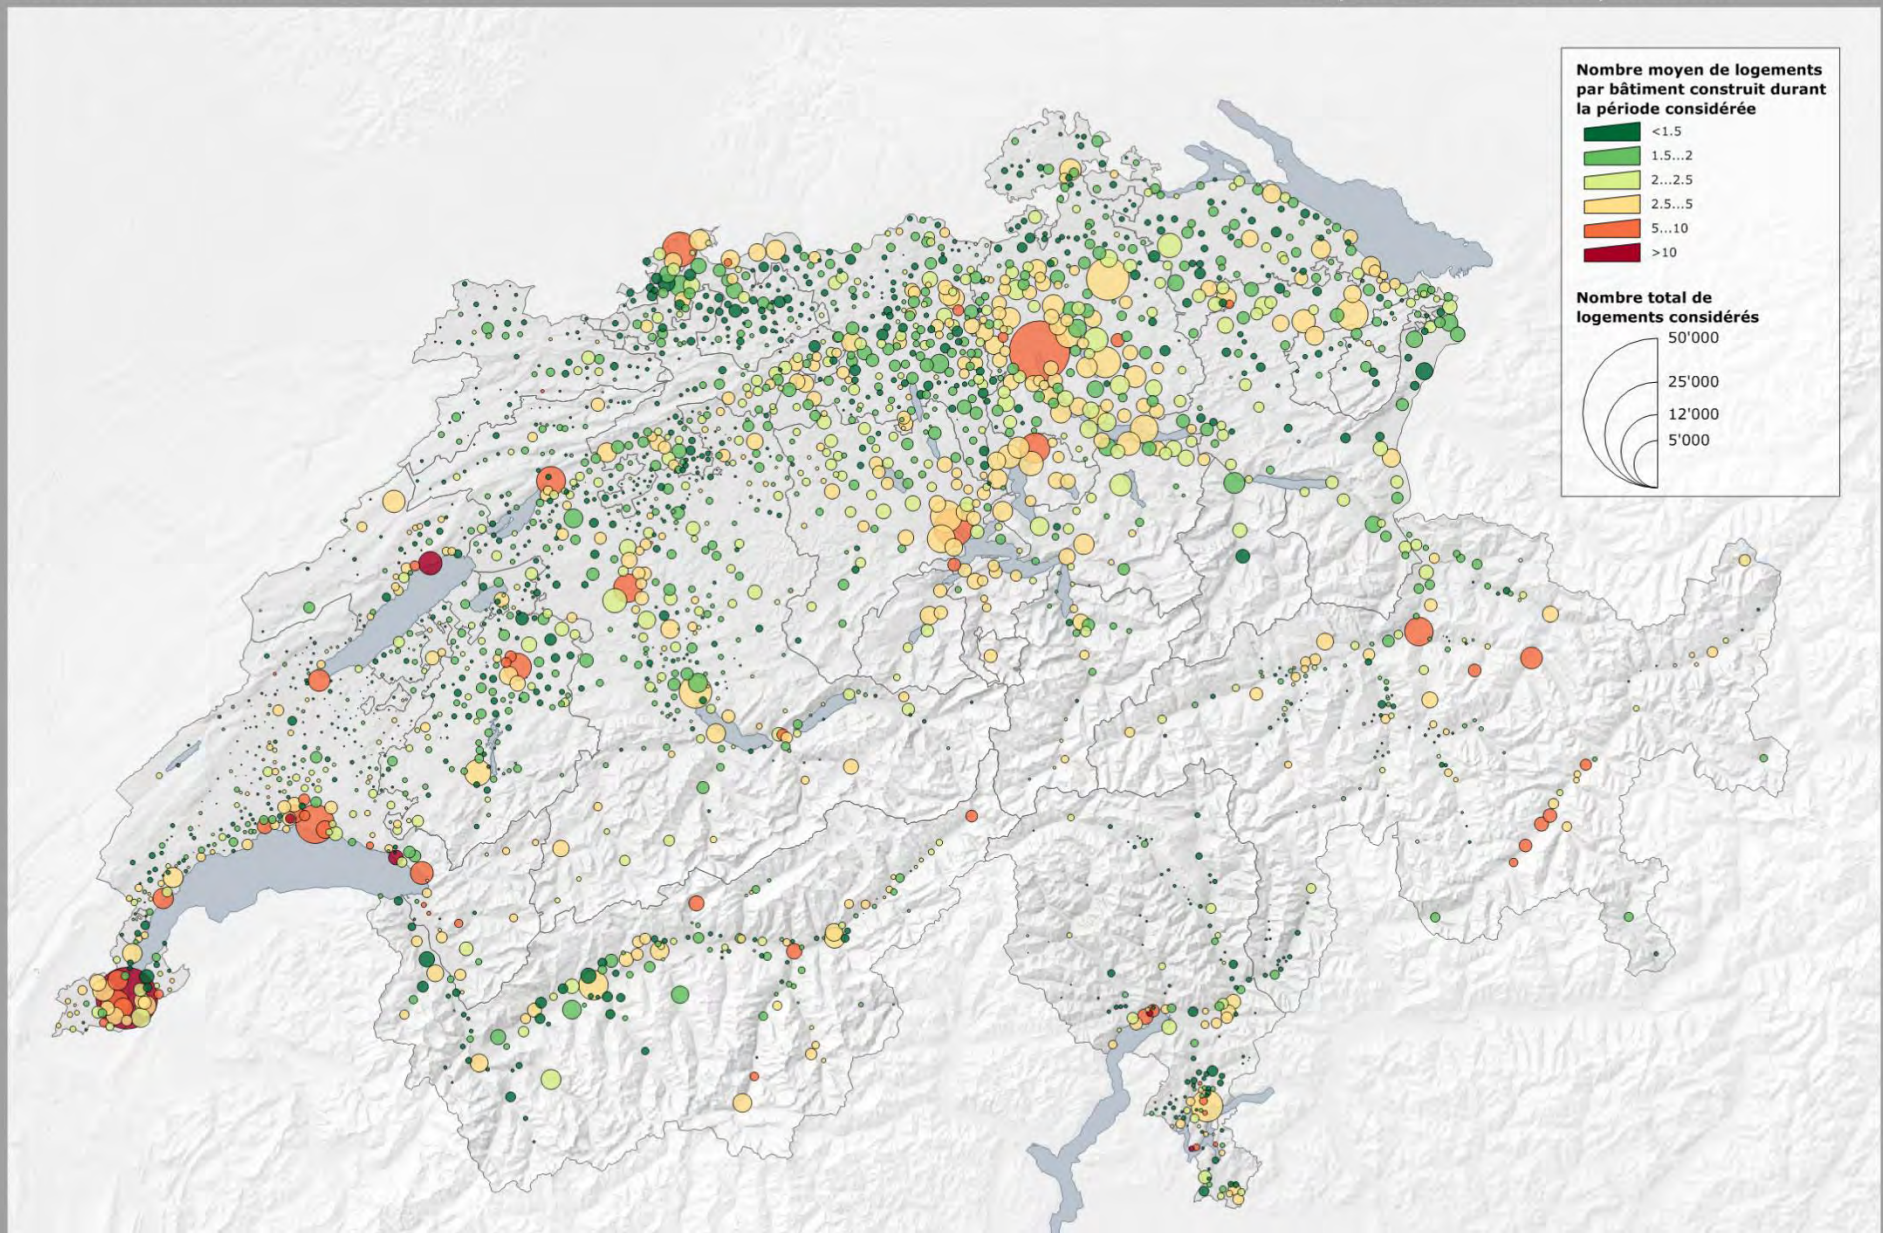 Nombre moyen de logements
par bâtiment construit durant
la période considérée
<1.5
1.5...2
2...2.5
2.5...5
5...10
>10
Nombre total de
logements considérés
50'000
25'000
12'000
5'000